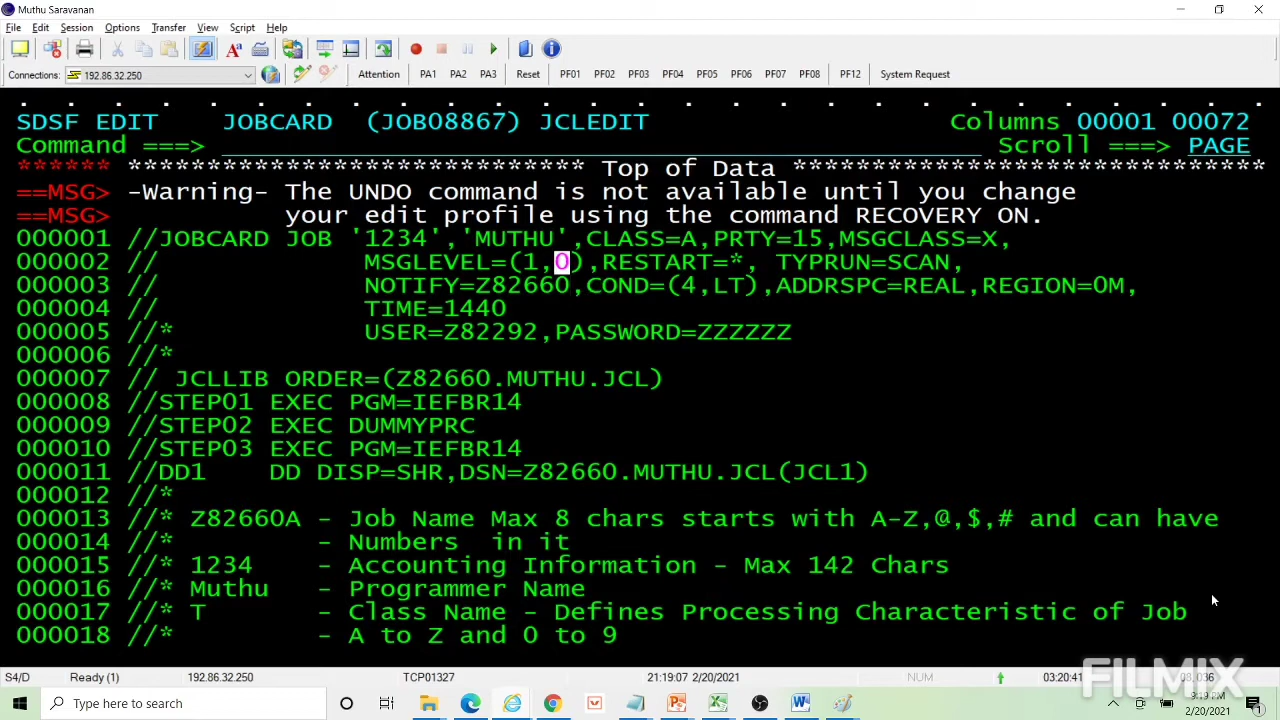 Muthu Saravanan
File Edit Session Options Transfer View Script Help
Connections: 192.86.32.250 Attention PA1 PA2 PA3 Reset PF01 PF02 PF03 PF04 PF05 PF06 PF07 PF08 PF12 System Request
SDSF EDIT JOBCARD (JOB08867) JCLEDIT Columns 00001 00072
Command ===> Scroll ===> PAGE
****** ***************************** Top of Data ******************************
==MSG> -Warning- The UNDO command is not available until you change
==MSG> your edit profile using the command RECOVERY ON.
000001 //JOBCARD JOB '1234','MUTHU',CLASS=A,PRTY=15,MSGCLASS=X,
000002 // MSGLEVEL=(1,0),RESTART=*, TYPRUN=SCAN,
000003 // NOTIFY=Z82660,COND=(4,LT),ADDRSPC=REAL,REGION=0M,
000004 // TIME=1440
000005 //* USER=Z82292,PASSWORD=ZZZZZZ
000006 //*
000007 // JCLLIB ORDER=(Z82660.MUTHU.JCL)
000008 //STEP01 EXEC PGM=IEFBR14
000009 //STEP02 EXEC DUMMYPRC
000010 //STEP03 EXEC PGM=IEFBR14
000011 //DD1 DD DISP=SHR,DSN=Z82660.MUTHU.JCL(JCL1)
000012 //*
000013 //* Z82660A - Job Name Max 8 chars starts with A-Z,@,$,# and can have
000014 //* - Numbers in it
000015 //* 1234 - Accounting Information - Max 142 Chars
000016 //* Muthu - Programmer Name
000017 //* T - Class Name - Defines Processing Characteristic of Job
000018 //* - A to Z and 0 to 9
S4/D Ready (1) 192.86.32.250 TCP01327 21:19:07 2/20/2021 NUM 03:20:41
FILMIX
Type here to search
2/20/2021